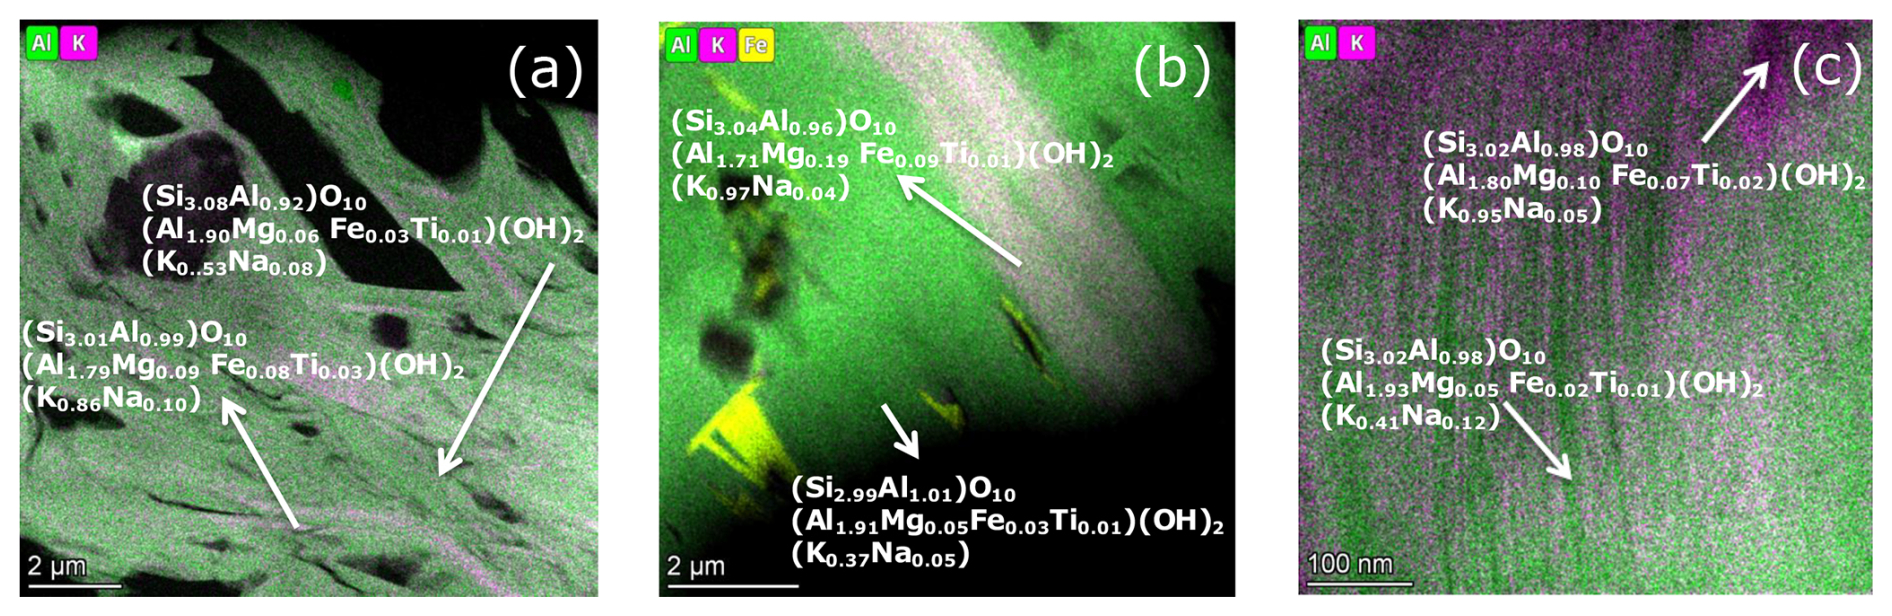 Al K
(a)
(Si3.08Al0.92)O10
(Al1.90Mg0.06 Fe0.03Ti0.01)(OH)2
(K0..53Na0.08)
(Si3.01Al0.99)O10
(Al1.79Mg0.09 Fe0.08Ti0.03)(OH)2
(K0.86Na0.10)
2 µm
Al K Fe
(b)
(Si3.04Al0.96)O10
(Al1.71Mg0.19 Fe0.09Ti0.01)(OH)2
(K0.97Na0.04)
(Si2.99Al1.01)O10
(Al1.91Mg0.05Fe0.03Ti0.01)(OH)2
(K0.37Na0.05)
2 µm
Al K
(c)
(Si3.02Al0.98)O10
(Al1.80Mg0.10 Fe0.07Ti0.02)(OH)2
(K0.95Na0.05)
(Si3.02Al0.98)O10
(Al1.93Mg0.05 Fe0.02Ti0.01)(OH)2
(K0.41Na0.12)
100 nm